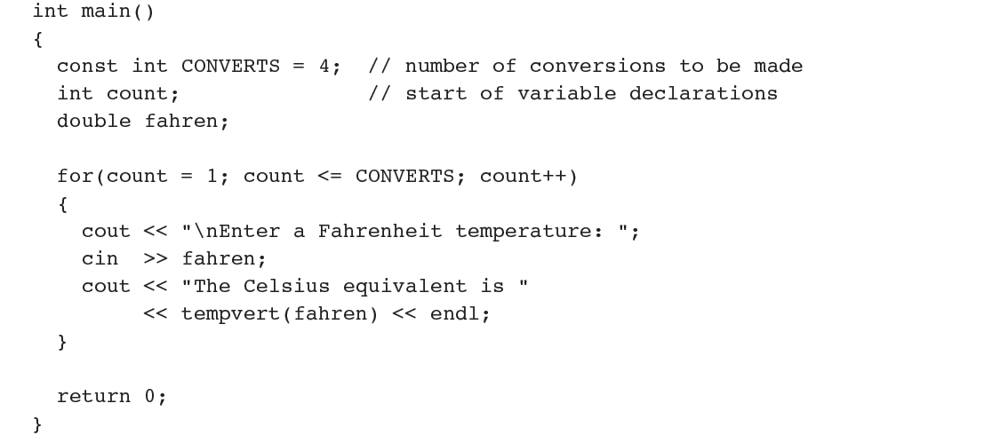 int main()
{
  const int CONVERTS = 4;  // number of conversions to be made
  int count;               // start of variable declarations
  double fahren;

  for(count = 1; count <= CONVERTS; count++)
  {
    cout << "\nEnter a Fahrenheit temperature: ";
    cin  >> fahren;
    cout << "The Celsius equivalent is "
         << tempvert(fahren) << endl;
  }

  return 0;
}